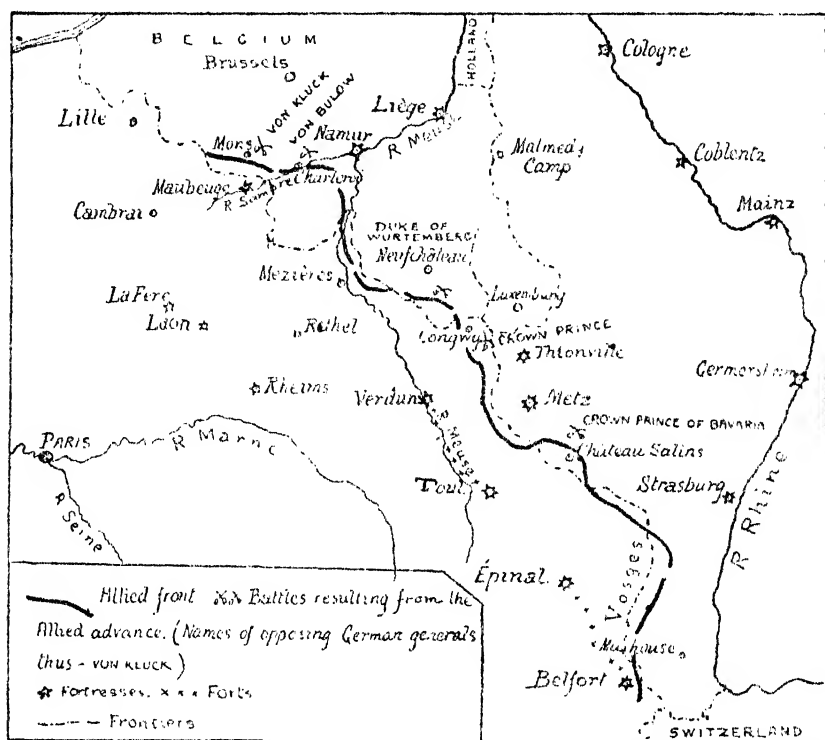 BELGIUM
Brussels
HOLLAND
Cologne
Lille
VON KLUCK
VON BULOW
Liège
Mons
Namur
R Meuse
Malmedy
Camp
Coblentz
Maubeuge
R Sambre
Charleroi
Mainz
Cambrai
DUKE OF
WURTEMBERG
Neufchâteau
Mezières
Luxemburg
La Fere
Laon
Rethel
Longwy
CROWN PRINCE
Thionville
Germersheim
Rheims
Verdun
Metz
R Meuse
CROWN PRINCE OF BAVARIA
Château Salins
PARIS
R Marne
Toul
Strasburg
R Seine
R Rhine
Épinal
Vosges
Mulhouse
Belfort
SWITZERLAND
Allied front Battles resulting from the
Allied advance. (Names of opposing German generals
thus - VON KLUCK)
Fortresses. x x x Forts
Frontiers